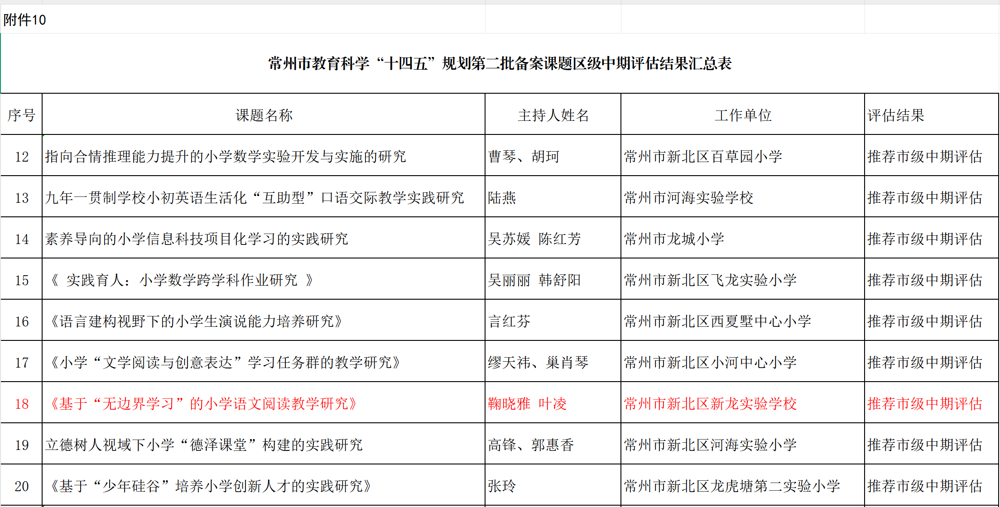 附件10
常州市教育科学“十四五”规划第二批备案课题区级中期评估结果汇总表
序号 课题名称 主持人姓名 工作单位 评估结果
12 指向合情推理能力提升的小学数学实验开发与实施的研究 曹琴、胡珂 常州市新北区百草园小学 推荐市级中期评估
13 九年一贯制学校小初英语生活化“互助型”口语交际教学实践研究 陆燕 常州市河海实验学校 推荐市级中期评估
14 素养导向的小学信息科技项目化学习的实践研究 吴苏媛 陈红芳 常州市龙城小学 推荐市级中期评估
15 《 实践育人：小学数学跨学科作业研究 》 吴丽丽 韩舒阳 常州市新北区飞龙实验小学 推荐市级中期评估
16 《语言建构视野下的小学生演说能力培养研究》 言红芬 常州市新北区西夏墅中心小学 推荐市级中期评估
17 《小学“文学阅读与创意表达”学习任务群的教学研究》 缪天祎、巢肖琴 常州市新北区小河中心小学 推荐市级中期评估
18 《基于“无边界学习”的小学语文阅读教学研究》 鞠晓雅 叶凌 常州市新北区新龙实验学校 推荐市级中期评估
19 立德树人视域下小学“德泽课堂”构建的实践研究 高锋、郭惠香 常州市新北区河海实验小学 推荐市级中期评估
20 《基于“少年硅谷”培养小学创新人才的实践研究》 张玲 常州市新北区龙虎塘第二实验小学 推荐市级中期评估